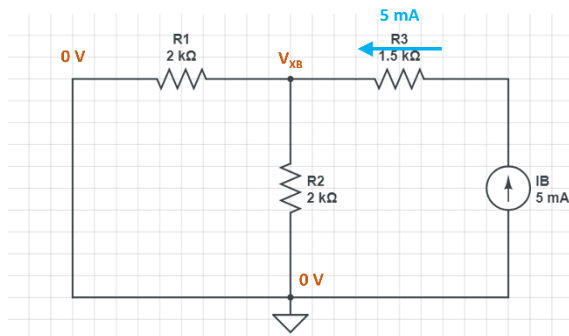 5 mA
R1
2 kΩ
R3
1.5 kΩ
0 V
V_XB
R2
2 kΩ
IB
5 mA
0 V